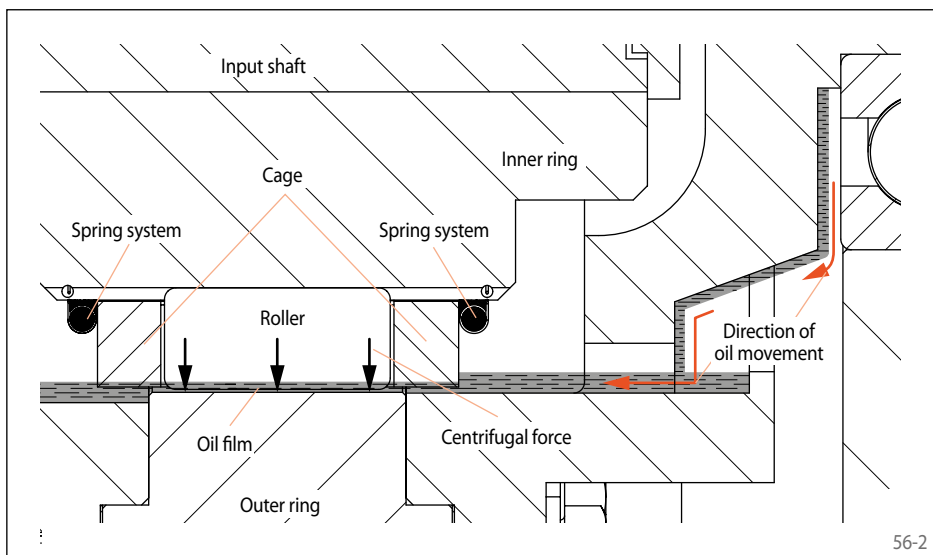 Input shaft
Inner ring
Cage
Spring system
Spring system
Roller
Direction of
oil movement
Oil film
Centrifugal force
Outer ring
56-2